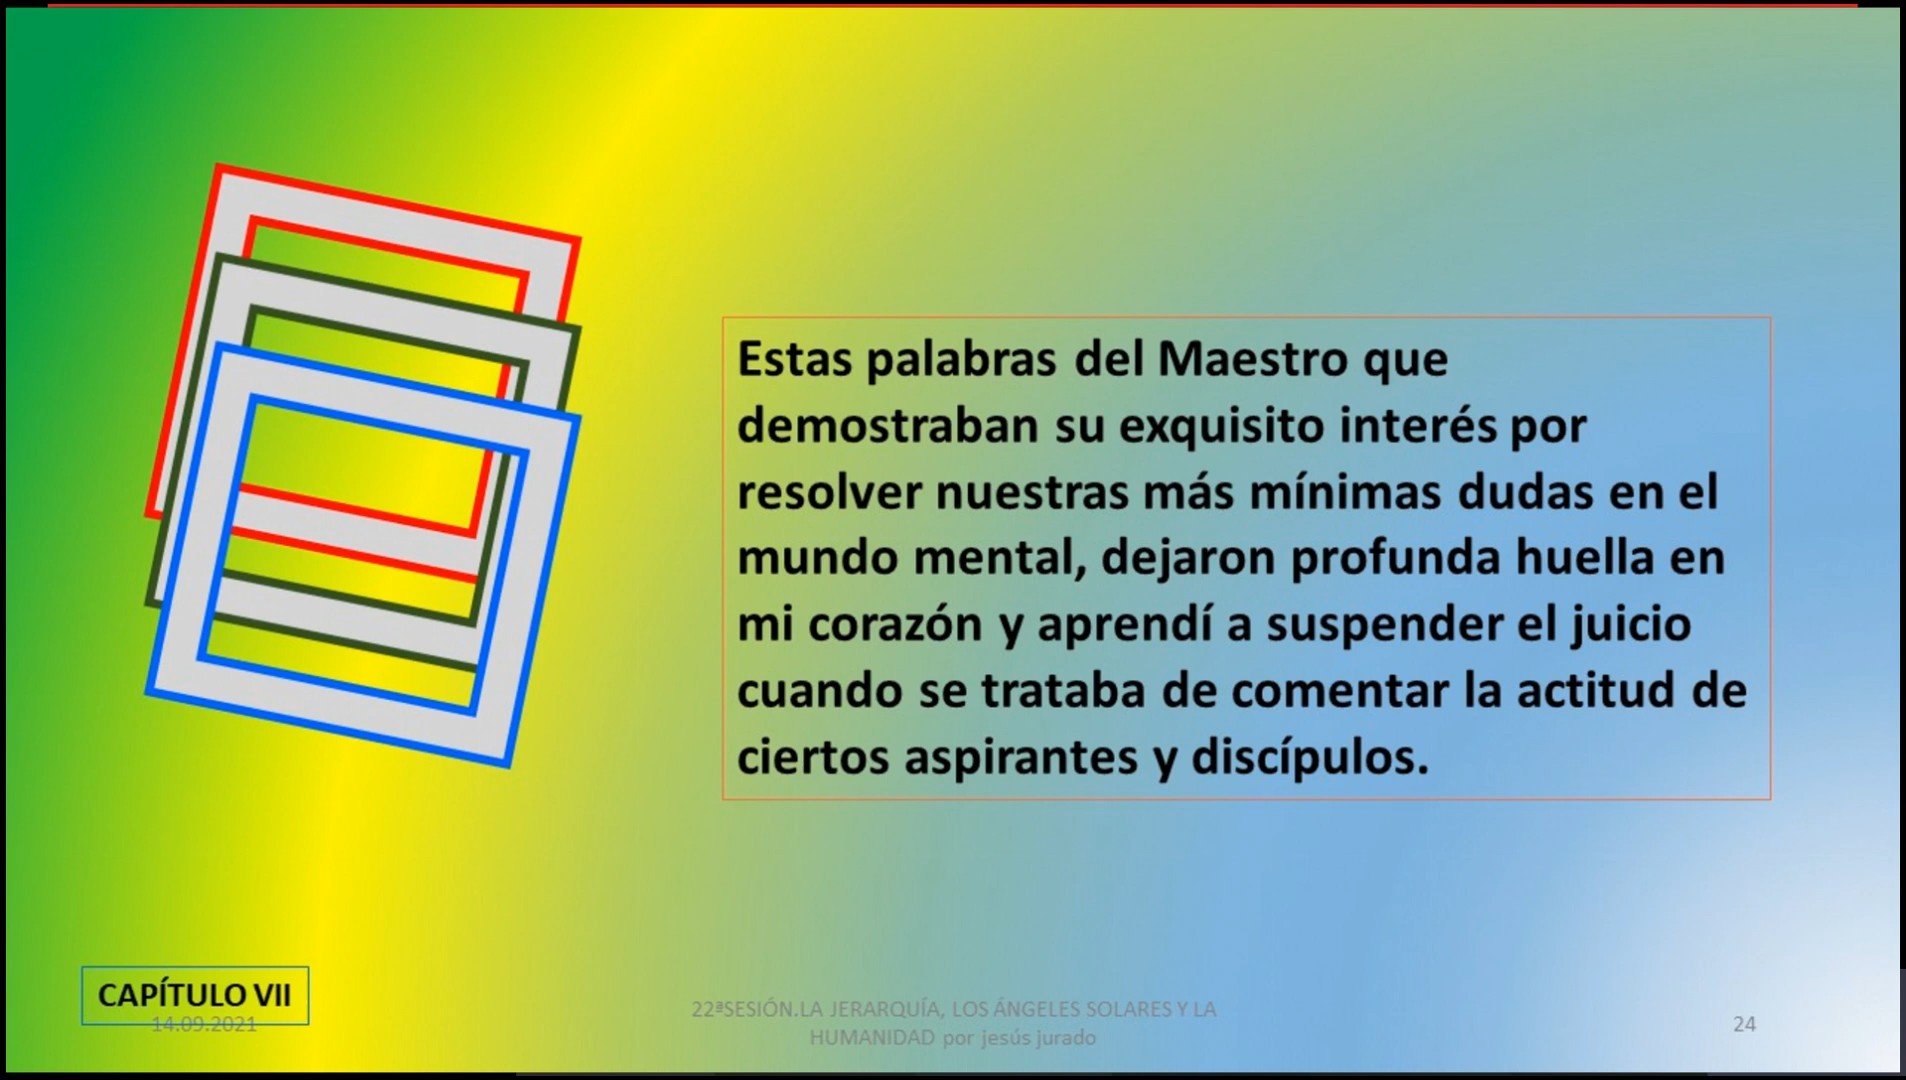 Estas palabras del Maestro que
demostraban su exquisito interés por
resolver nuestras más mínimas dudas en el
mundo mental, dejaron profunda huella en
mi corazón y aprendí a suspender el juicio
cuando se trataba de comentar la actitud de
ciertos aspirantes y discípulos.
CAPÍTULO VII
14.09.2021
22ªSESIÓN.LA JERARQUÍA, LOS ÁNGELES SOLARES Y LA
HUMANIDAD por jesús jurado
24